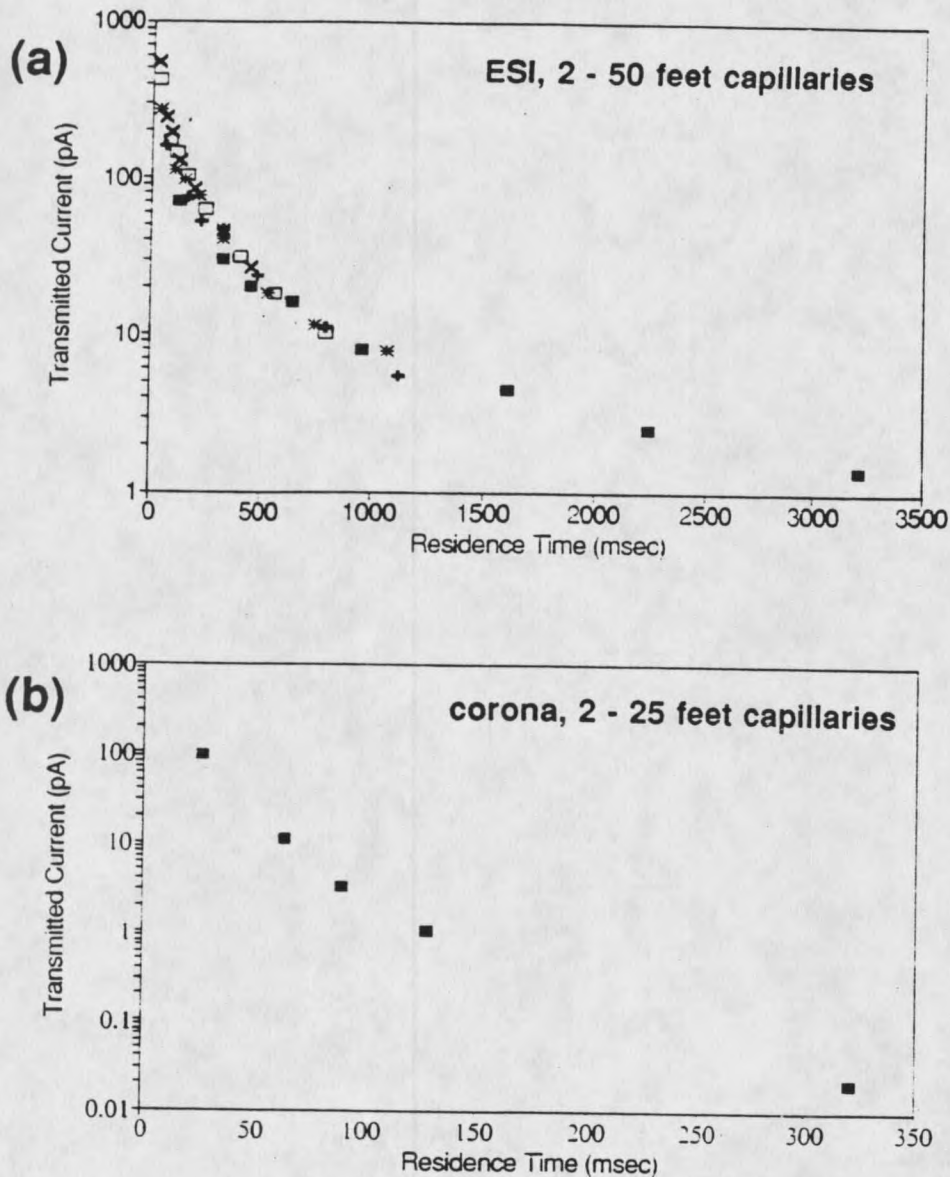 (a)
ESI, 2 - 50 feet capillaries
Transmitted Current (pA)
1000
100
10
1
0 500 1000 1500 2000 2500 3000 3500
Residence Time (msec)
(b)
corona, 2 - 25 feet capillaries
Transmitted Current (pA)
1000
100
10
1
0.1
0.01
0 50 100 150 200 250 300 350
Residence Time (msec)